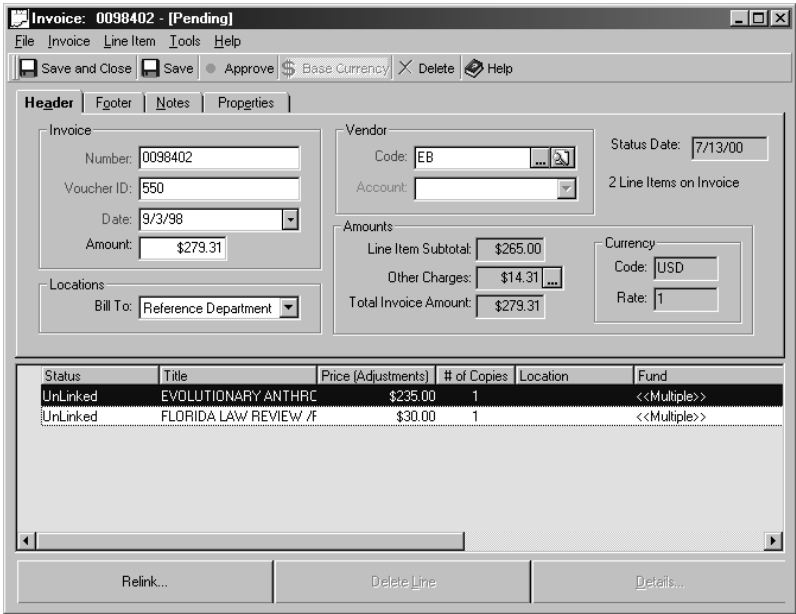 Invoice: 0098402 - [Pending]
File Invoice Line Item Tools Help
Save and Close Save Approve $ Base Currency Delete Help
Header Footer Notes Properties
Invoice
Number: 0098402
Voucher ID: 550
Date: 9/3/98
Amount: $279.31
Locations
Bill To: Reference Department
Vendor
Code: EB ...
Account:
Status Date: 7/13/00
2 Line Items on Invoice
Amounts
Line Item Subtotal: $265.00
Other Charges: $14.31 ...
Total Invoice Amount: $279.31
Currency
Code: USD
Rate: 1
Status Title Price (Adjustments) # of Copies Location Fund
UnLinked EVOLUTIONARY ANTHRC $235.00 1 <<Multiple>>
UnLinked FLORIDA LAW REVIEW /F $30.00 1 <<Multiple>>
Relink... Delete Line Details...